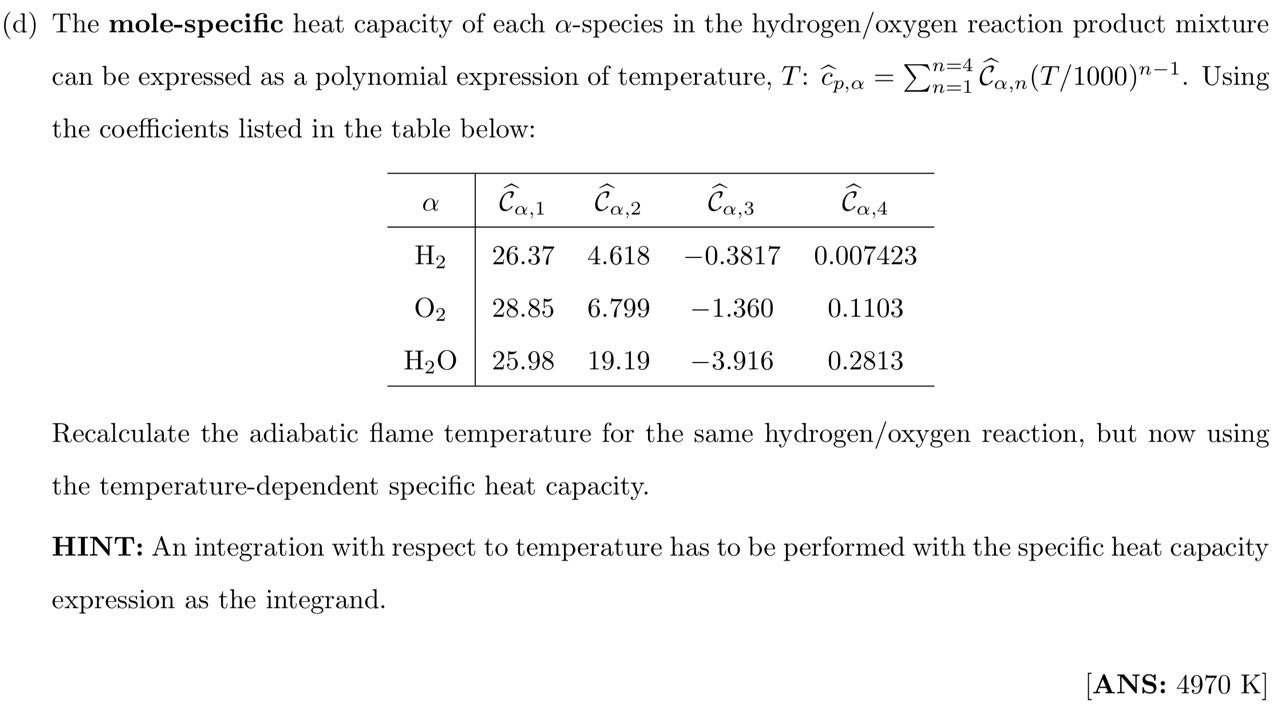 (d) The mole-specific heat capacity of each α-species in the hydrogen/oxygen reaction product mixture
can be expressed as a polynomial expression of temperature, T: ĉ_{p,α} = ∑_{n=1}^{n=4} Ĉ_{α,n}(T/1000)^{n−1}. Using
the coefficients listed in the table below:
α Ĉ_{α,1} Ĉ_{α,2} Ĉ_{α,3} Ĉ_{α,4}
H₂ 26.37 4.618 −0.3817 0.007423
O₂ 28.85 6.799 −1.360 0.1103
H₂O 25.98 19.19 −3.916 0.2813
Recalculate the adiabatic flame temperature for the same hydrogen/oxygen reaction, but now using
the temperature-dependent specific heat capacity.
HINT: An integration with respect to temperature has to be performed with the specific heat capacity
expression as the integrand.
[ANS: 4970 K]